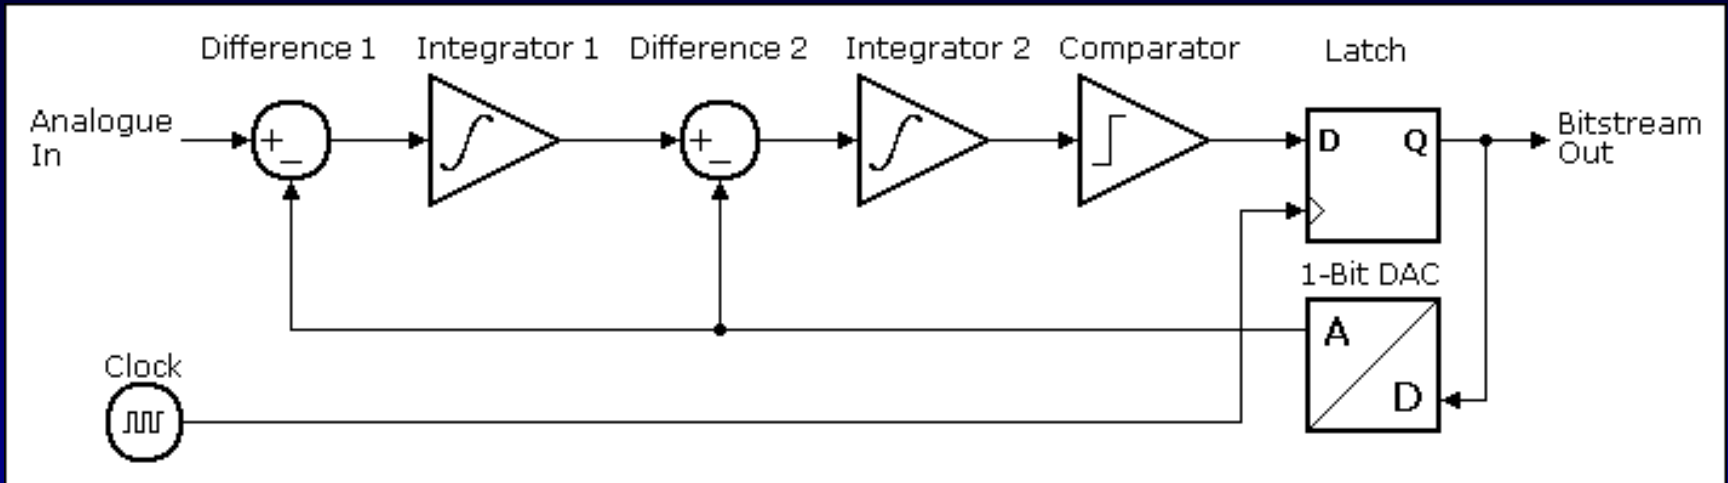 Difference 1
Integrator 1
Difference 2
Integrator 2
Comparator
Latch
Analogue
In
+
−
+
−
D
Q
Bitstream
Out
1-Bit DAC
A
D
Clock